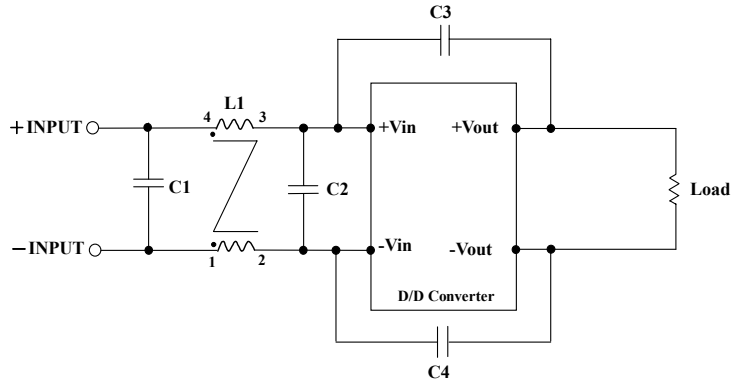 C3
L1
4 3
+INPUT
+Vin
+Vout
C1
C2
Load
−INPUT
1 2
-Vin
-Vout
D/D Converter
C4